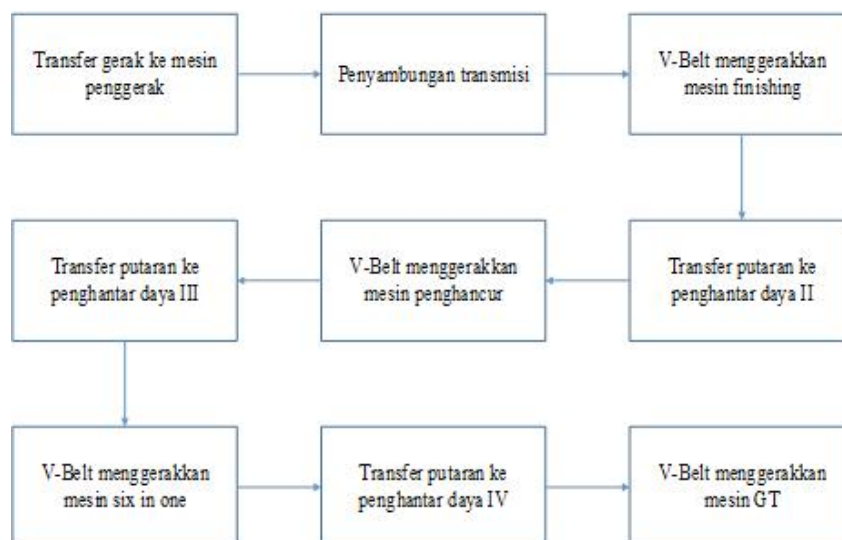 Transfer gerak ke mesin
penggerak
Penyambungan transmisi
V-Belt menggerakkan
mesin finishing
Transfer putaran ke
penghantar daya II
V-Belt menggerakkan
mesin penghancur
Transfer putaran ke
penghantar daya III
V-Belt menggerakkan
mesin six in one
Transfer putaran ke
penghantar daya IV
V-Belt menggerakkan
mesin GT